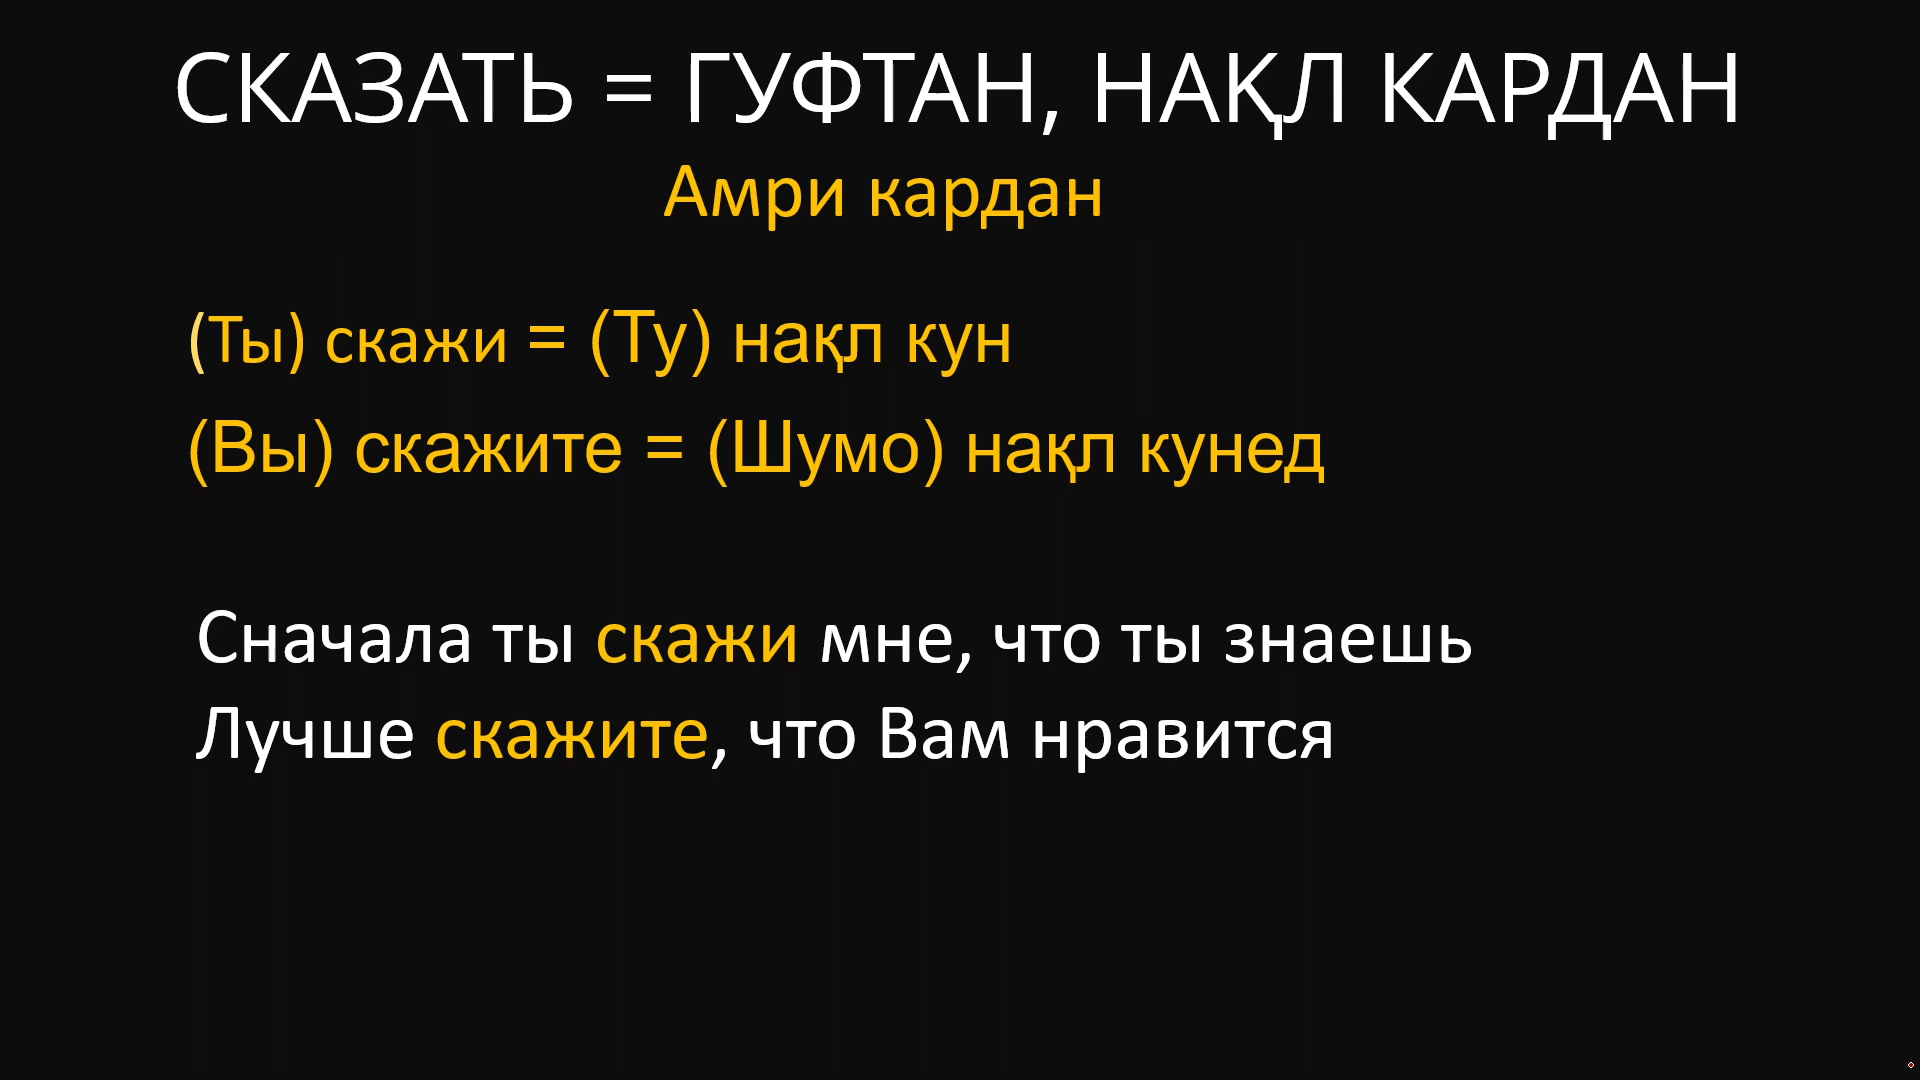 СКАЗАТЬ = ГУФТАН, НАҚЛ КАРДАН
Амри кардан
(Ты) скажи = (Ту) нақл кун
(Вы) скажите = (Шумо) нақл кунед
Сначала ты скажи мне, что ты знаешь
Лучше скажите, что Вам нравится